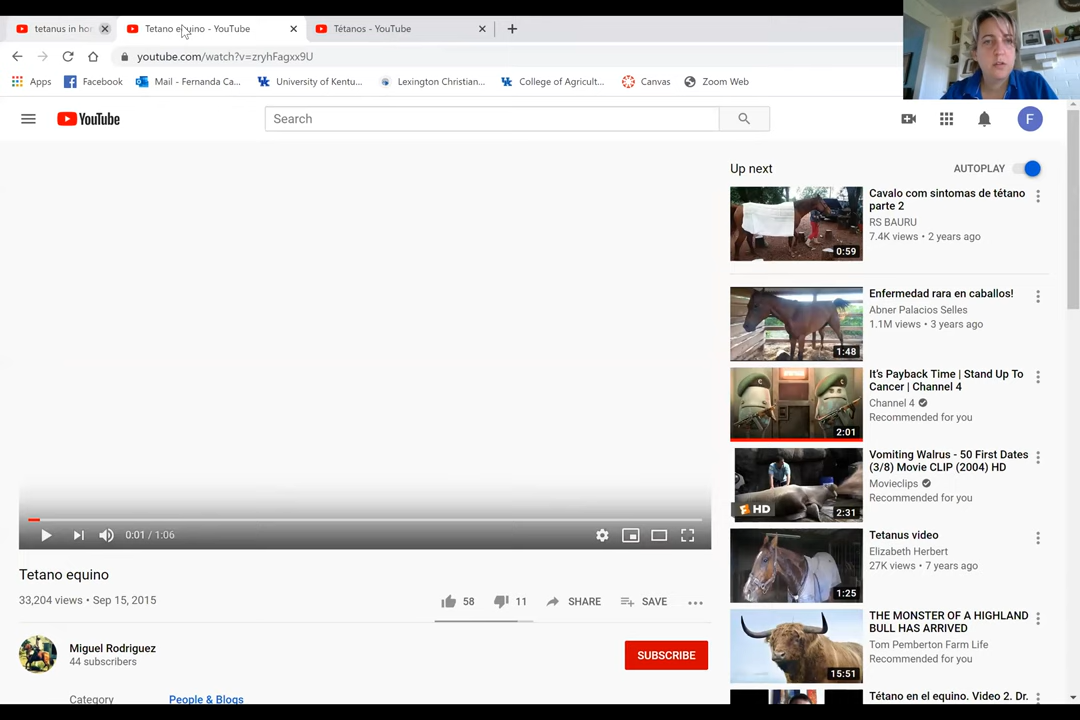 tetanus in hor
Tetano equino - YouTube
Tétanos - YouTube
youtube.com/watch?v=zryhFagxx9U
Apps
Facebook
Mail - Fernanda Ca...
University of Kentu...
Lexington Christian...
College of Agricult...
Canvas
Zoom Web
YouTube
Search
F
Up next
AUTOPLAY
Cavalo com sintomas de tétano
parte 2
RS BAURU
7.4K views • 2 years ago
0:59
Enfermedad rara en caballos!
Abner Palacios Selles
1.1M views • 3 years ago
1:48
It's Payback Time | Stand Up To
Cancer | Channel 4
Channel 4
Recommended for you
2:01
Vomiting Walrus - 50 First Dates
(3/8) Movie CLIP (2004) HD
Movieclips
Recommended for you
HD
2:31
Tetanus video
Elizabeth Herbert
27K views • 7 years ago
1:25
THE MONSTER OF A HIGHLAND
BULL HAS ARRIVED
Tom Pemberton Farm Life
Recommended for you
15:51
Tétano en el equino. Video 2. Dr.
0:01 / 1:06
Tetano equino
33,204 views • Sep 15, 2015
58
11
SHARE
SAVE
Miguel Rodriguez
44 subscribers
SUBSCRIBE
Category
People & Blogs